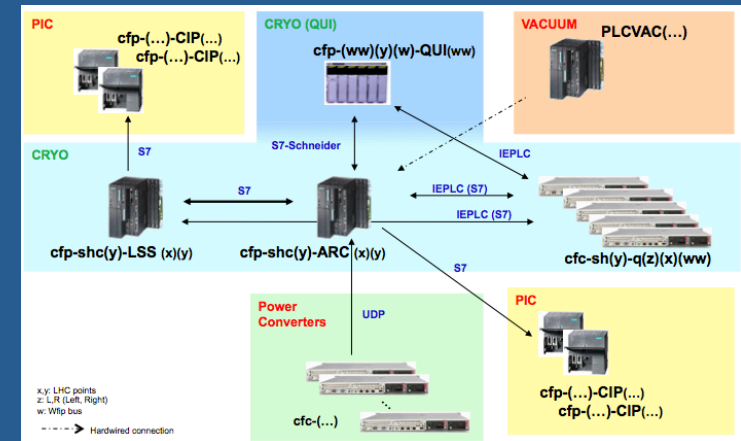 PIC
cfp-(…)-CIP(…)
cfp-(…)-CIP(…)
CRYO (QUI)
cfp-(ww)(y)(w)-QUI(ww)
VACUUM
PLCVAC(…)
S7
S7-Schneider
IEPLC
CRYO
S7
IEPLC (S7)
IEPLC (S7)
cfp-shc(y)-LSS (x)(y)
cfp-shc(y)-ARC (x)(y)
cfc-sh(y)-q(z)(x)(ww)
S7
Power
Converters
UDP
PIC
cfc-(…)
cfp-(…)-CIP(…)
cfp-(…)-CIP(…)
x,y: LHC points
z: L,R (Left, Right)
w: Wfip bus
Hardwired connection